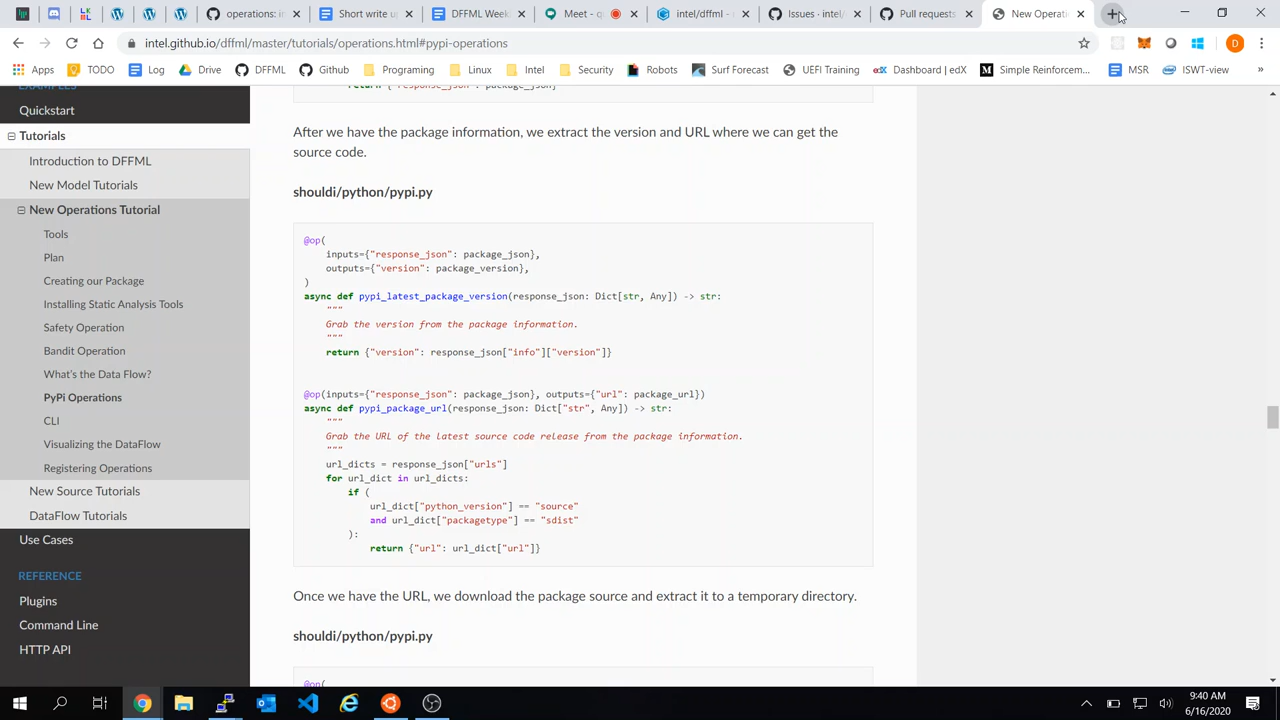 operations: in
Short write up
DFFML Week
Meet - q
intel/dffml -
Issues · intel/
Pull requests
New Operatio
intel.github.io/dffml/master/tutorials/operations.html#pypi-operations
D
Apps
TODO
Log
Drive
DFFML
Github
Programming
Linux
Intel
Security
Robots
Surf Forecast
UEFI Training
Dashboard | edX
Simple Reinforcem...
MSR
ISWT-view
»
EXAMPLES
Quickstart
Tutorials
Introduction to DFFML
New Model Tutorials
New Operations Tutorial
Tools
Plan
Creating our Package
Installing Static Analysis Tools
Safety Operation
Bandit Operation
What's the Data Flow?
PyPi Operations
CLI
Visualizing the DataFlow
Registering Operations
New Source Tutorials
DataFlow Tutorials
Use Cases
REFERENCE
Plugins
Command Line
HTTP API
return {"response_json": package_json}
After we have the package information, we extract the version and URL where we can get the
source code.
shouldi/python/pypi.py
@op(
inputs={"response_json": package_json},
outputs={"version": package_version},
)
async def pypi_latest_package_version(response_json: Dict[str, Any]) -> str:
"""
Grab the version from the package information.
"""
return {"version": response_json["info"]["version"]}
@op(inputs={"response_json": package_json}, outputs={"url": package_url})
async def pypi_package_url(response_json: Dict["str", Any]) -> str:
"""
Grab the URL of the latest source code release from the package information.
"""
url_dicts = response_json["urls"]
for url_dict in url_dicts:
if (
url_dict["python_version"] == "source"
and url_dict["packagetype"] == "sdist"
):
return {"url": url_dict["url"]}
Once we have the URL, we download the package source and extract it to a temporary directory.
shouldi/python/pypi.py
@op(
9:40 AM
6/16/2020